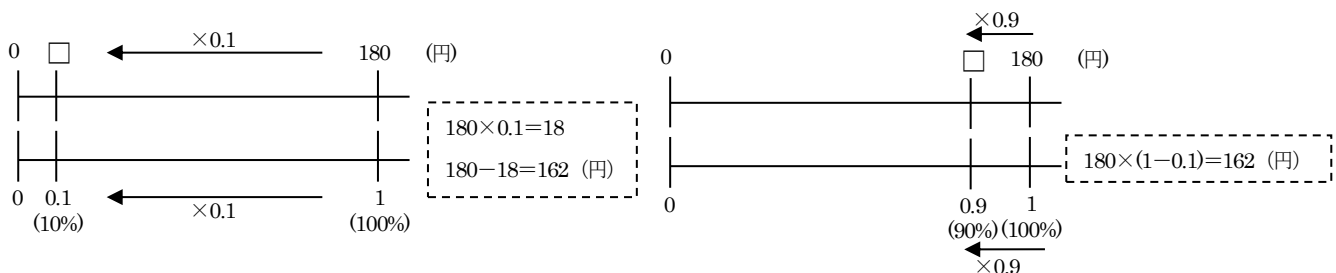 ×0.1
0 □ 180 (円)
180×0.1=18
180−18=162 (円)
0 0.1 1
(10%) ×0.1 (100%)
×0.9
0 □ 180 (円)
180×(1−0.1)=162 (円)
0 0.9 1
(90%) (100%)
×0.9